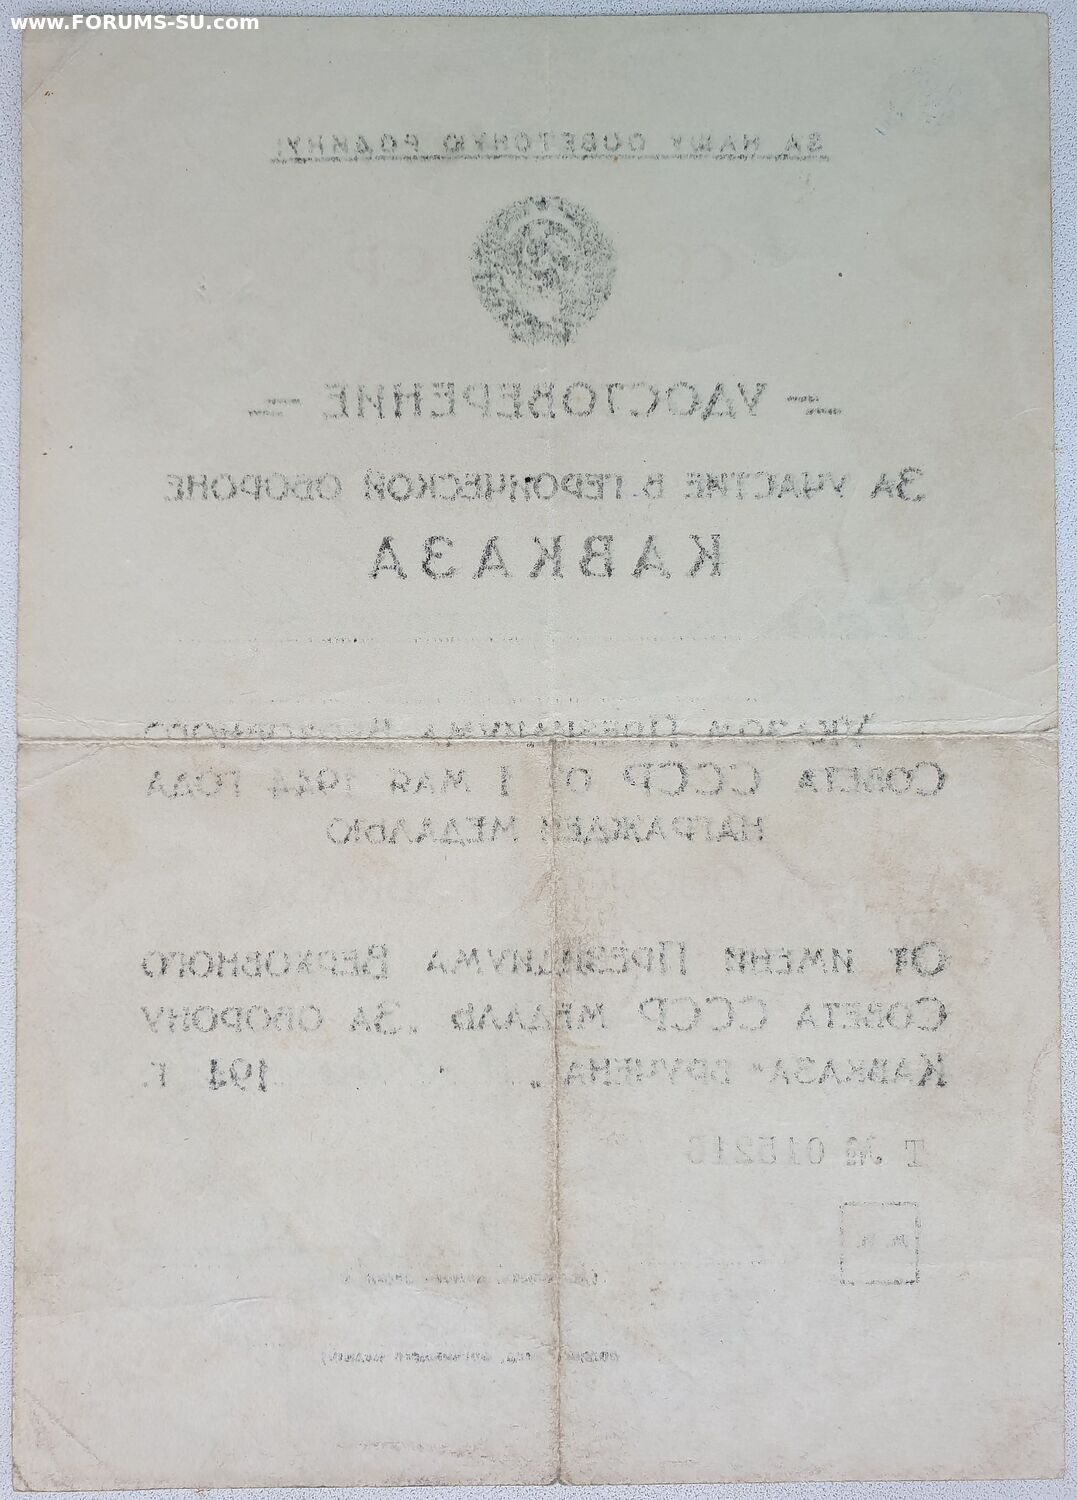 www.FORUMS-SU.com
ЗА НАШУ СОВЕТСКУЮ РОДИНУ!
УДОСТОВЕРЕНИЕ
ЗА УЧАСТИЕ В ГЕРОИЧЕСКОЙ ОБОРОНЕ
КАВКАЗА
УКАЗОМ ПРЕЗИДИУМА ВЕРХОВНОГО
СОВЕТА СССР ОТ 1 МАЯ 1944 ГОДА
НАГРАЖДЕН МЕДАЛЬЮ
ОТ ИМЕНИ ПРЕЗИДИУМА ВЕРХОВНОГО
СОВЕТА СССР МЕДАЛЬ „ЗА ОБОРОНУ
КАВКАЗА“ ВРУЧЕНА „ 194 Г.
Т № 015216
М. П.